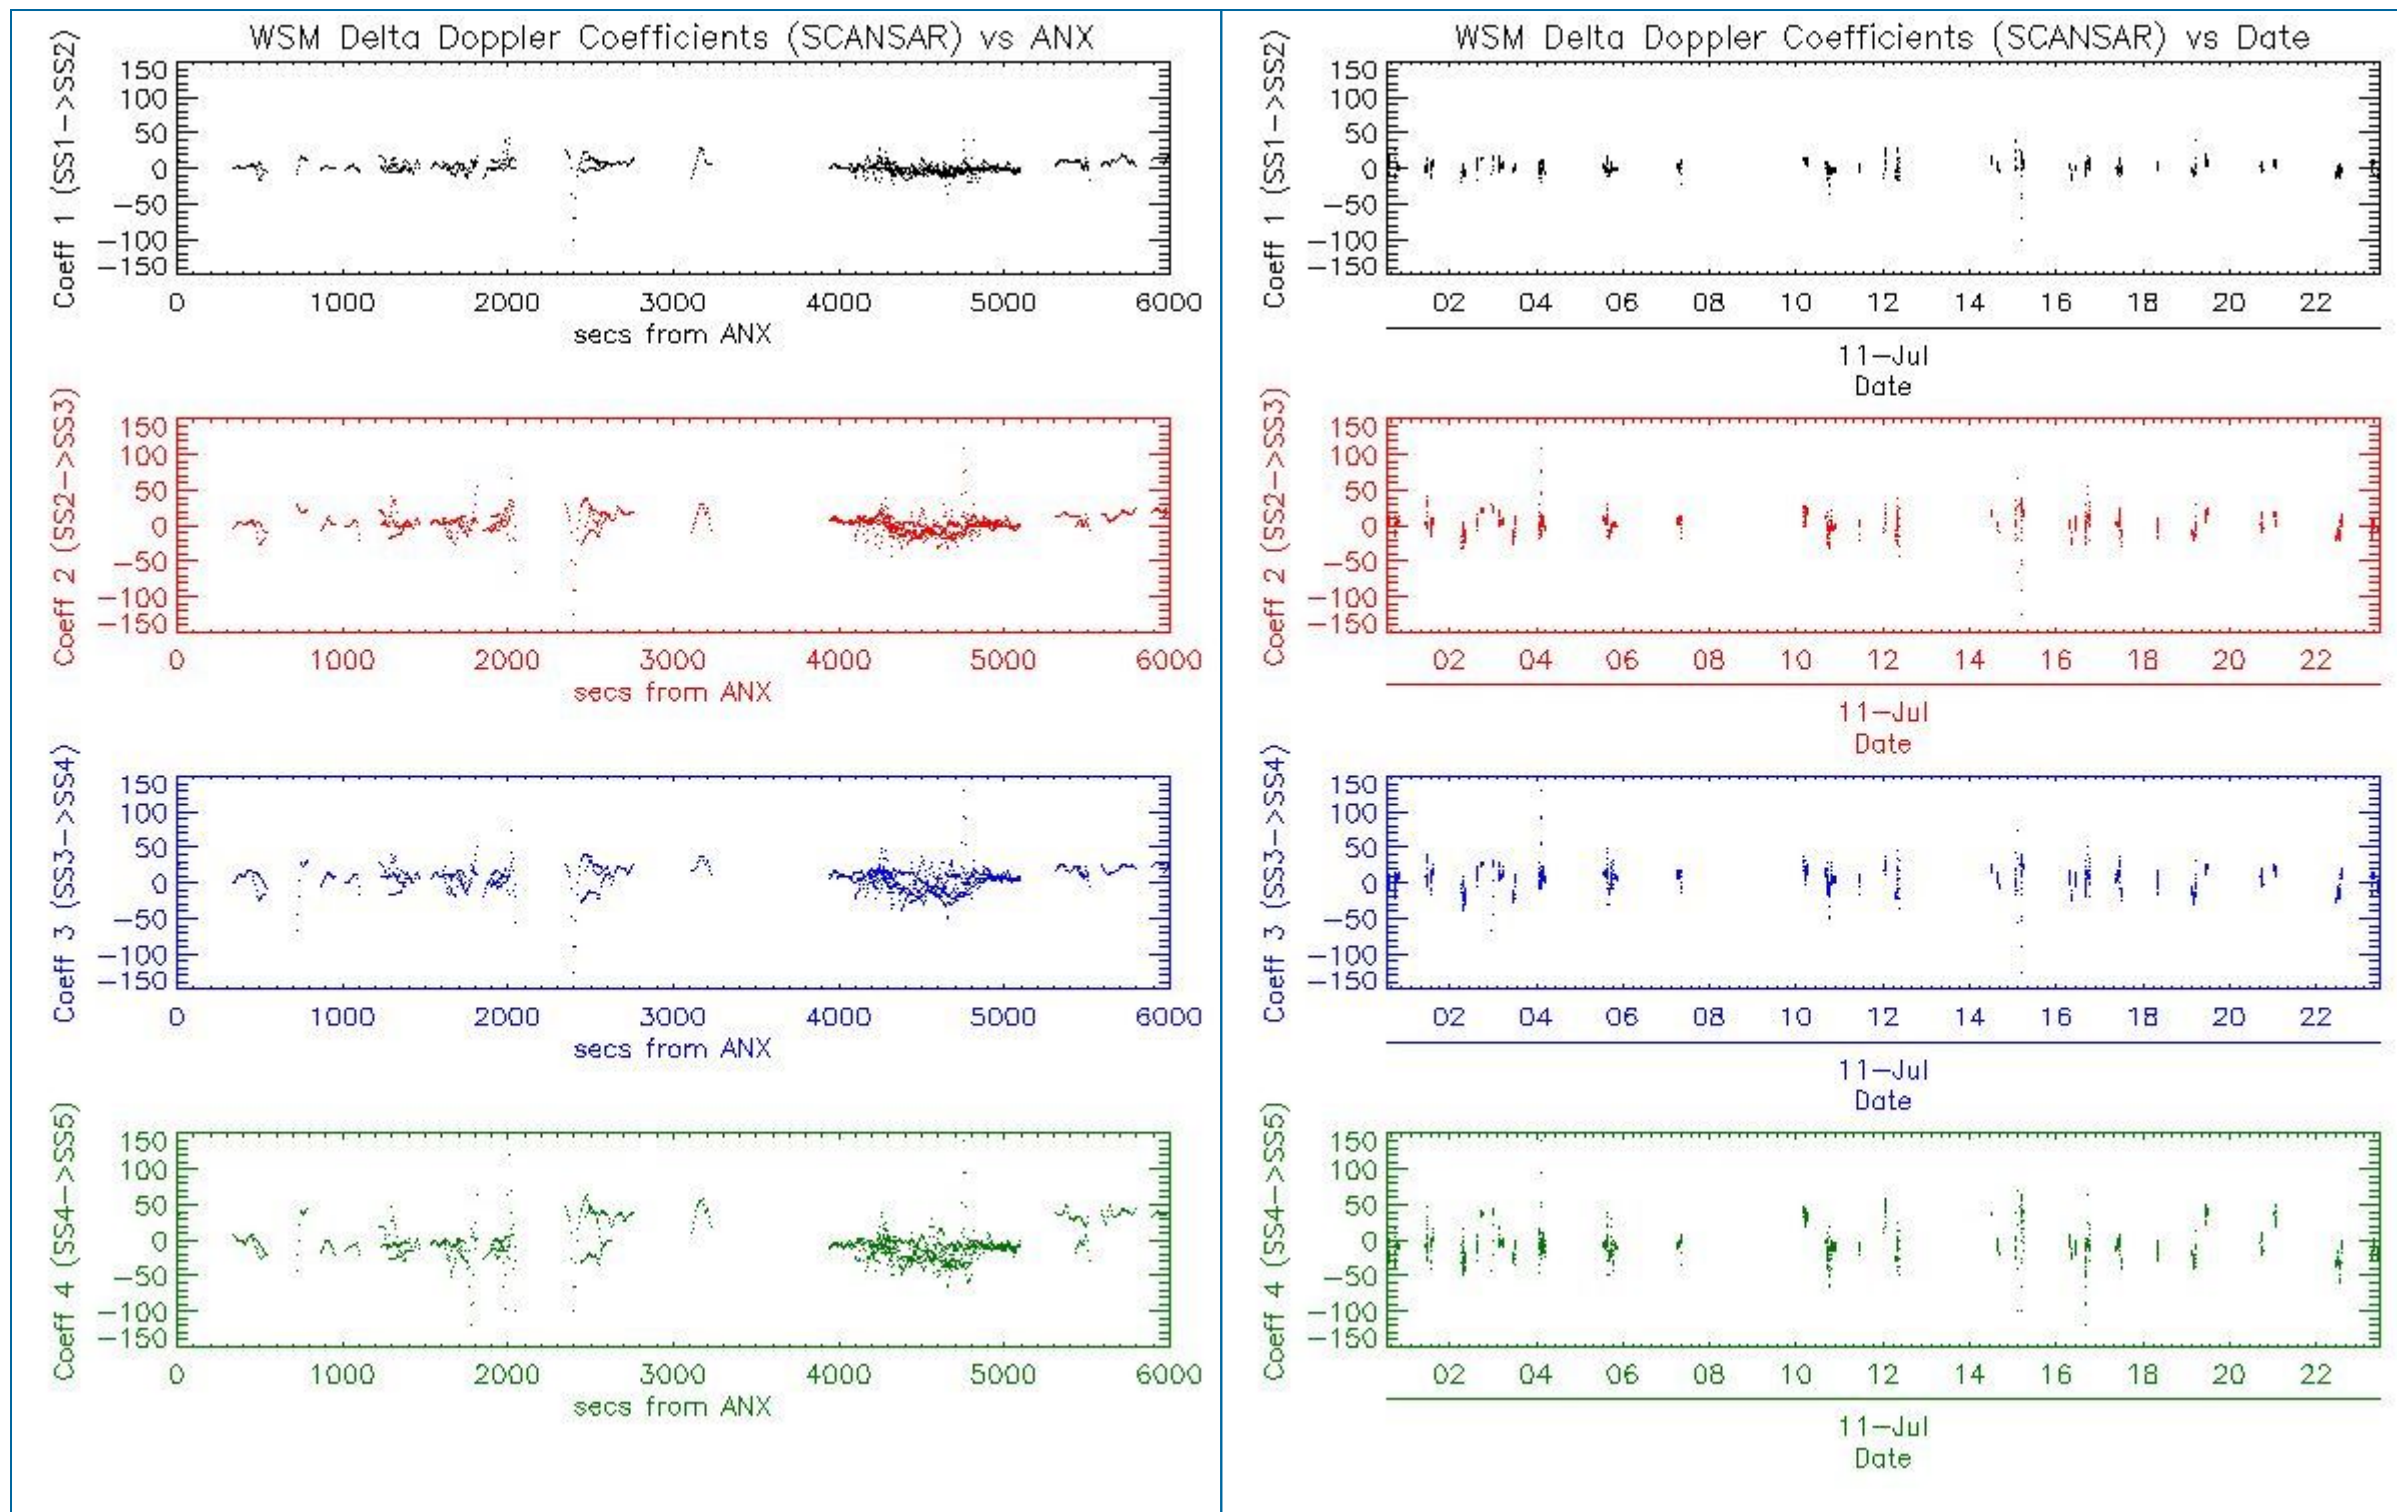 WSM Delta Doppler Coefficients (SCANSAR) vs ANX
Coeff 1 (SS1->SS2)
150
100
50
0
-50
-100
-150
0 1000 2000 3000 4000 5000 6000
secs from ANX
Coeff 2 (SS2->SS3)
150
100
50
0
-50
-100
-150
0 1000 2000 3000 4000 5000 6000
secs from ANX
Coeff 3 (SS3->SS4)
150
100
50
0
-50
-100
-150
0 1000 2000 3000 4000 5000 6000
secs from ANX
Coeff 4 (SS4->SS5)
150
100
50
0
-50
-100
-150
0 1000 2000 3000 4000 5000 6000
secs from ANX
WSM Delta Doppler Coefficients (SCANSAR) vs Date
Coeff 1 (SS1->SS2)
150
100
50
0
-50
-100
-150
02 04 06 08 10 12 14 16 18 20 22
11-Jul
Date
Coeff 2 (SS2->SS3)
150
100
50
0
-50
-100
-150
02 04 06 08 10 12 14 16 18 20 22
11-Jul
Date
Coeff 3 (SS3->SS4)
150
100
50
0
-50
-100
-150
02 04 06 08 10 12 14 16 18 20 22
11-Jul
Date
Coeff 4 (SS4->SS5)
150
100
50
0
-50
-100
-150
02 04 06 08 10 12 14 16 18 20 22
11-Jul
Date